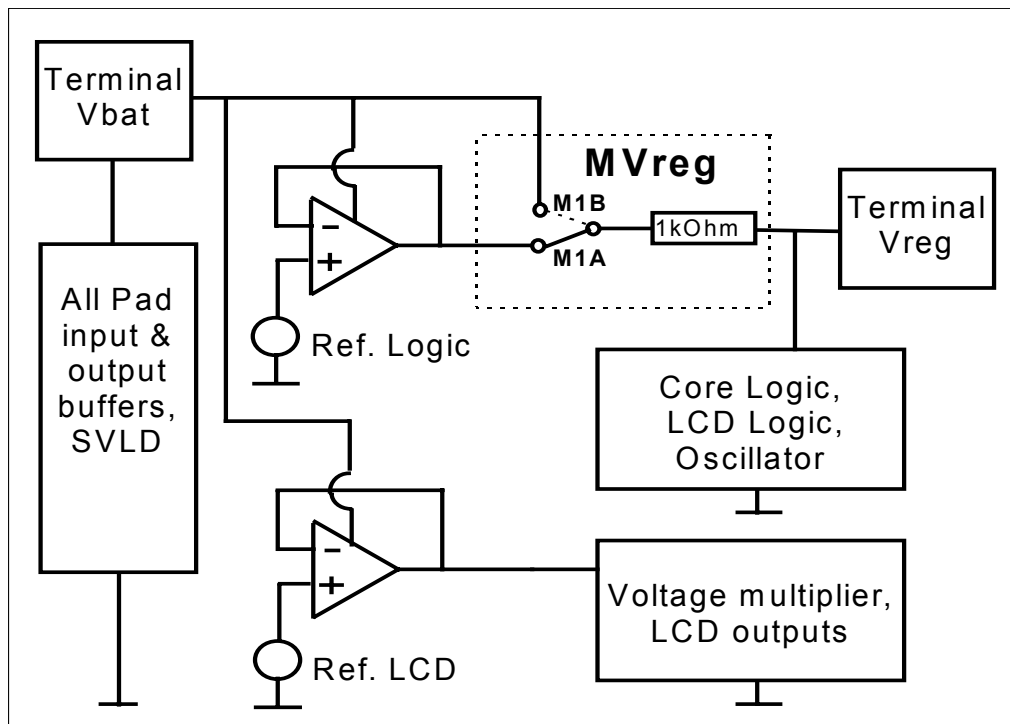 Terminal
Vbat
MVreg
M1B
1kOhm
M1A
Terminal
Vreg
-
+
Ref. Logic
All Pad
input &
output
buffers,
SVLD
Core Logic,
LCD Logic,
Oscillator
-
+
Ref. LCD
Voltage multiplier,
LCD outputs